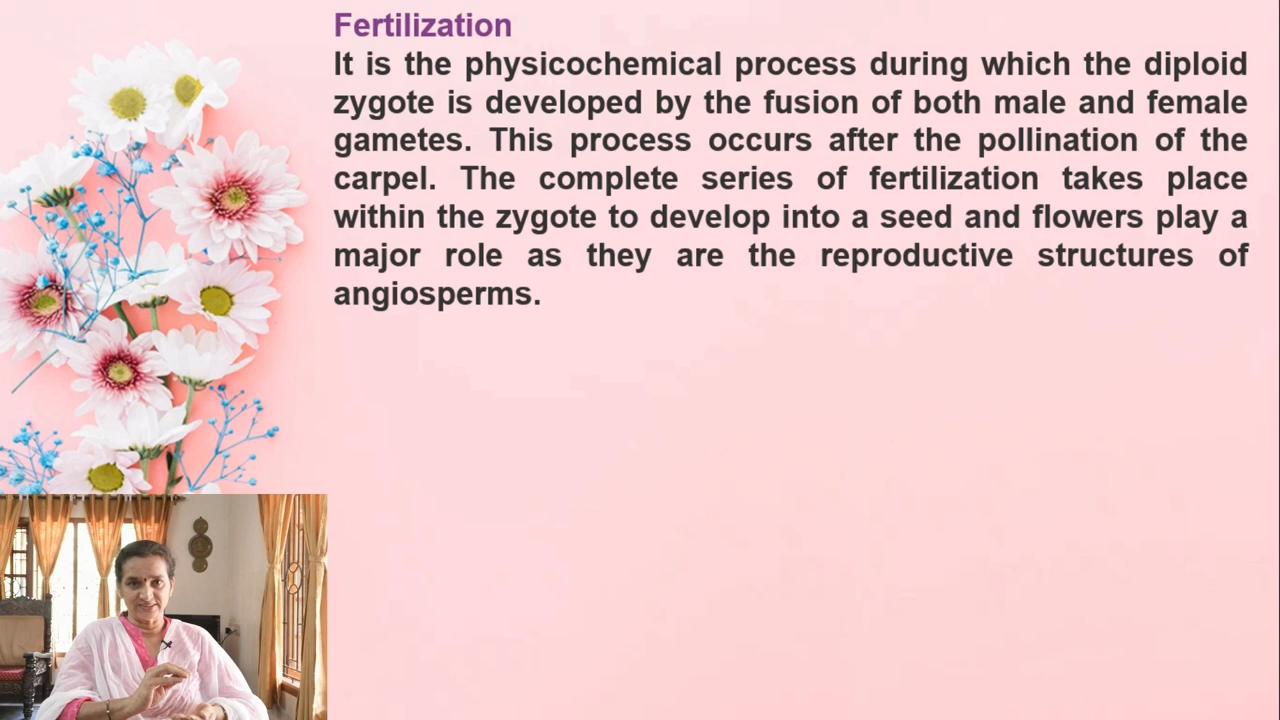 Fertilization
It is the physicochemical process during which the diploid
zygote is developed by the fusion of both male and female
gametes. This process occurs after the pollination of the
carpel. The complete series of fertilization takes place
within the zygote to develop into a seed and flowers play a
major role as they are the reproductive structures of
angiosperms.